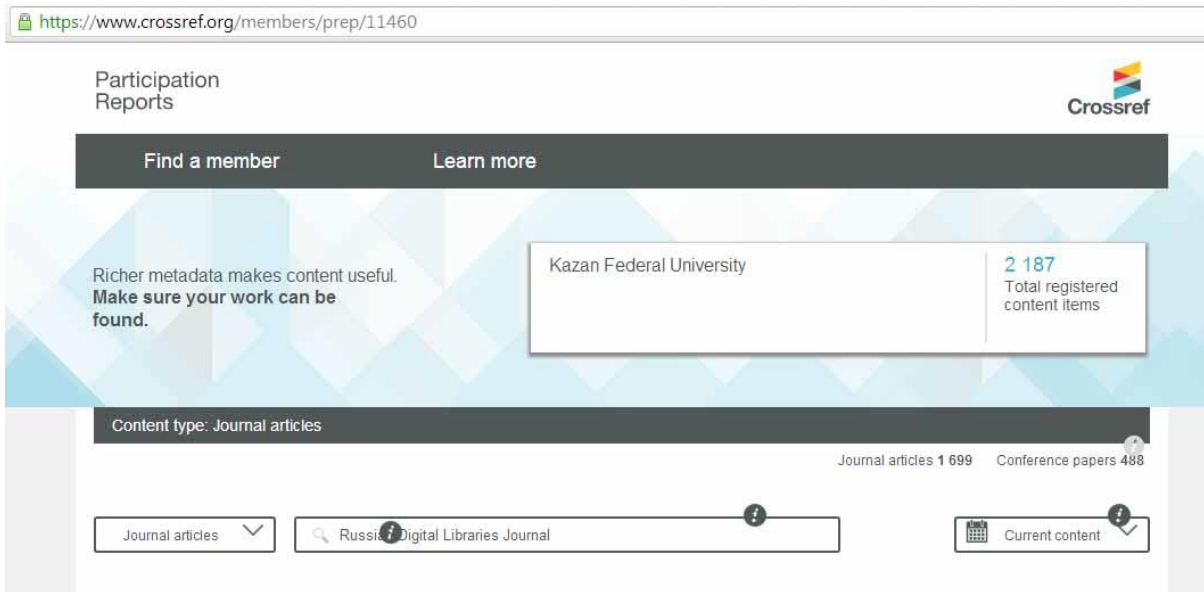 https://www.crossref.org/members/prep/11460
Participation
Reports
Crossref
Find a member
Learn more
Richer metadata makes content useful.
Make sure your work can be
found.
Kazan Federal University
2 187
Total registered
content items
Content type: Journal articles
Journal articles 1 699
Conference papers 488
Journal articles
Russian Digital Libraries Journal
Current content